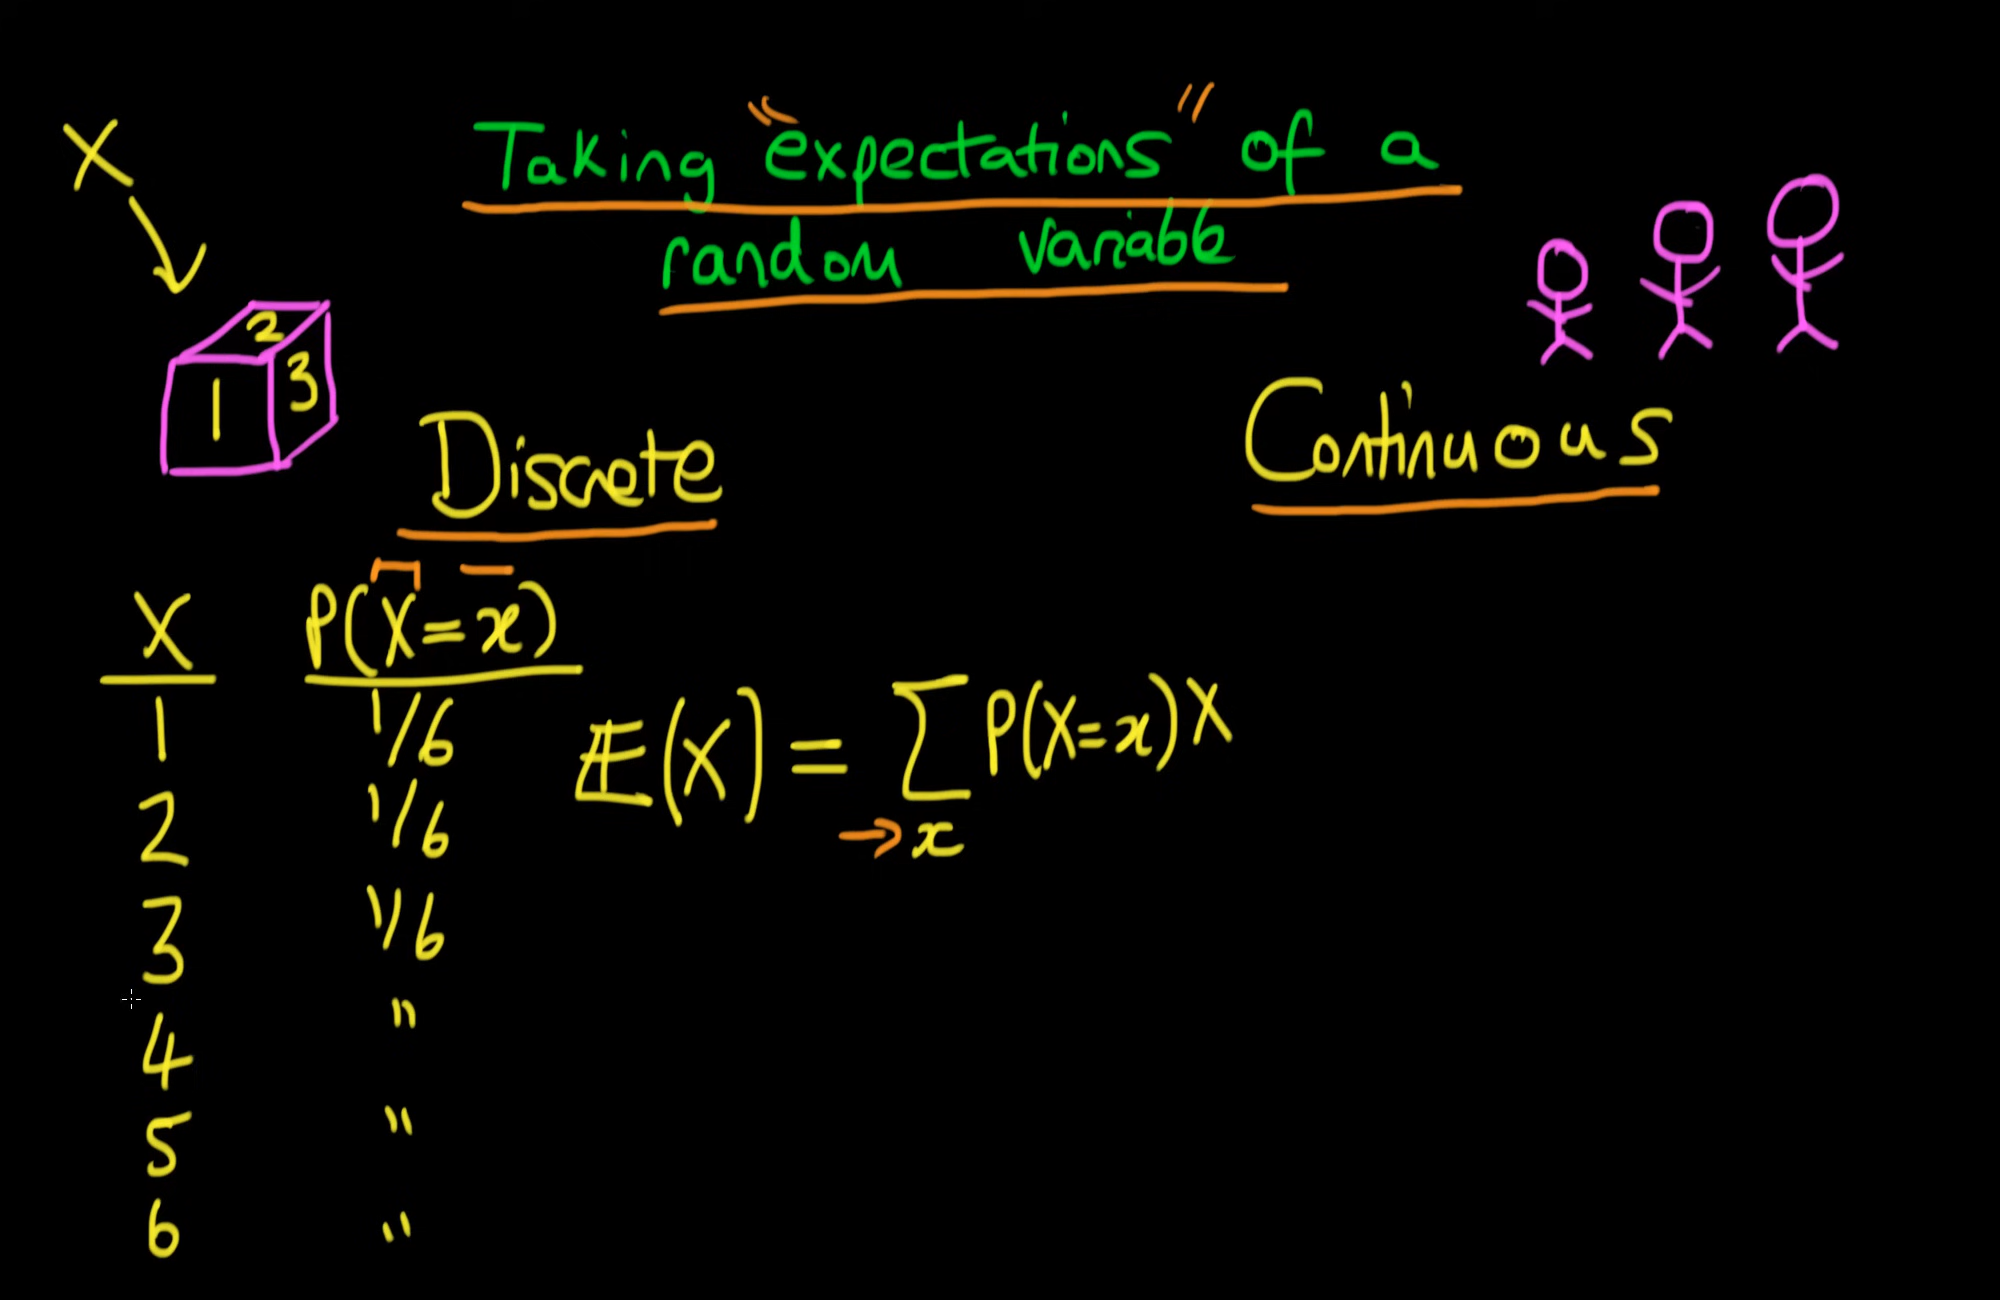 X
Taking "expectations" of a
random variable
2
1 3
Discrete
Continuous
X P(X=x)
1 1/6
E(X) = ∑ P(X=x)X
x
2 1/6
3 1/6
4 "
5 "
6 "